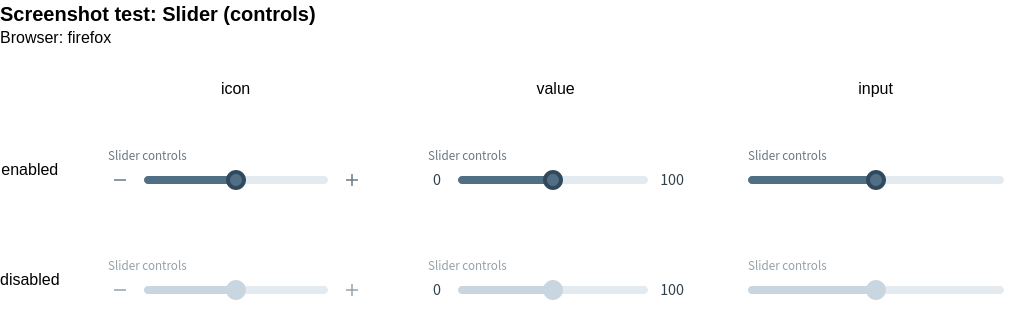 Screenshot test: Slider (controls)
Browser: firefox
icon value input
enabled
Slider controls Slider controls Slider controls
0 100
disabled
Slider controls Slider controls Slider controls
0 100